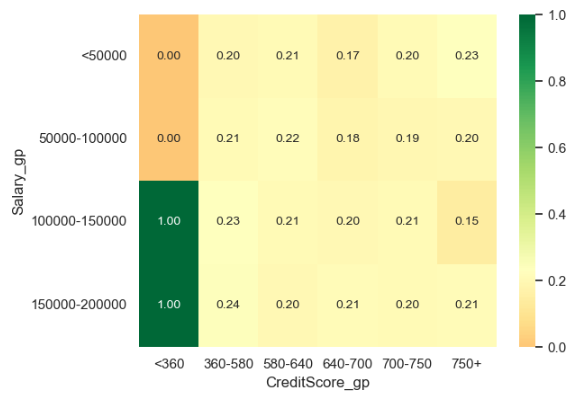 1.0
<50000 0.00 0.20 0.21 0.17 0.20 0.23
0.8
50000-100000 0.00 0.21 0.22 0.18 0.19 0.20
0.6
Salary_gp
0.4
100000-150000 1.00 0.23 0.21 0.20 0.21 0.15
0.2
150000-200000 1.00 0.24 0.20 0.21 0.20 0.21
0.0
<360 360-580 580-640 640-700 700-750 750+
CreditScore_gp